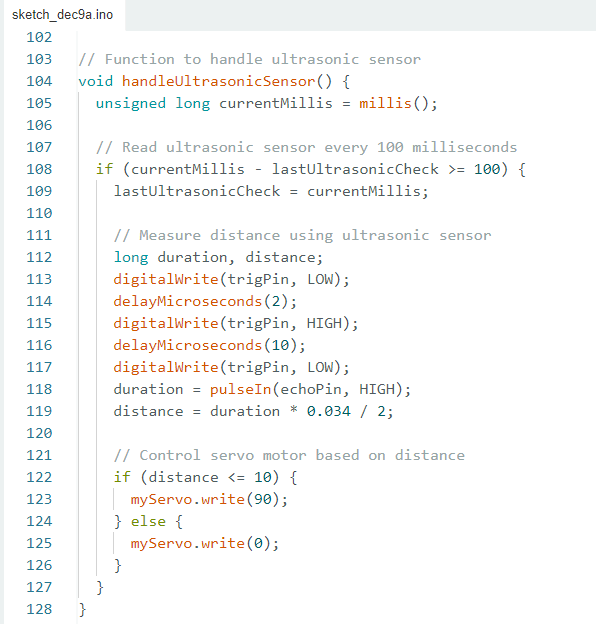 sketch_dec9a.ino
102
103 // Function to handle ultrasonic sensor
104 void handleUltrasonicSensor() {
105   unsigned long currentMillis = millis();
106
107   // Read ultrasonic sensor every 100 milliseconds
108   if (currentMillis - lastUltrasonicCheck >= 100) {
109     lastUltrasonicCheck = currentMillis;
110
111     // Measure distance using ultrasonic sensor
112     long duration, distance;
113     digitalWrite(trigPin, LOW);
114     delayMicroseconds(2);
115     digitalWrite(trigPin, HIGH);
116     delayMicroseconds(10);
117     digitalWrite(trigPin, LOW);
118     duration = pulseIn(echoPin, HIGH);
119     distance = duration * 0.034 / 2;
120
121     // Control servo motor based on distance
122     if (distance <= 10) {
123       myServo.write(90);
124     } else {
125       myServo.write(0);
126     }
127   }
128 }